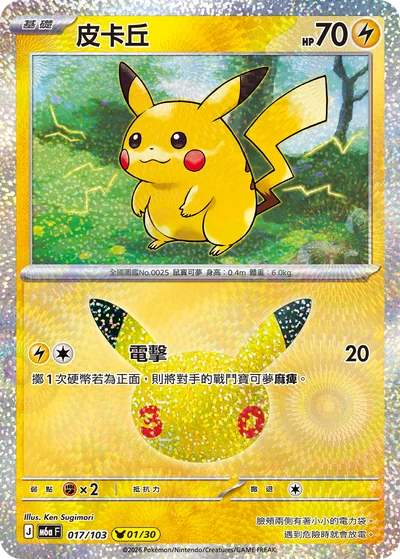 基礎
皮卡丘
HP70
全國圖鑑No.0025 鼠寶可夢 身高：0.4m 體重：6.0kg
電擊 20
擲1次硬幣若為正面，則將對手的戰鬥寶可夢麻痺。
30
弱點 ×2 抵抗力 撤退
Illus. Ken Sugimori
J M6a F 017/103 01/30
臉頰兩側有著小小的電力袋。
遇到危險時就會放電。
©2026 Pokémon/Nintendo/Creatures/GAME FREAK.